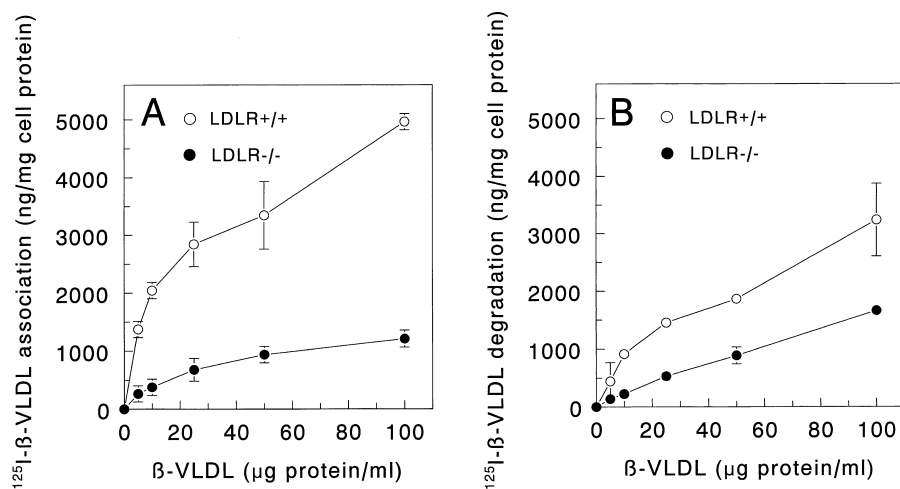 A
LDLR+/+
LDLR-/-
5000
4000
3000
2000
1000
0
0 20 40 60 80 100
ß-VLDL (µg protein/ml)
¹²⁵I-ß-VLDL association (ng/mg cell protein)
B
LDLR+/+
LDLR-/-
5000
4000
3000
2000
1000
0
0 20 40 60 80 100
ß-VLDL (µg protein/ml)
¹²⁵I-ß-VLDL degradation (ng/mg cell protein)